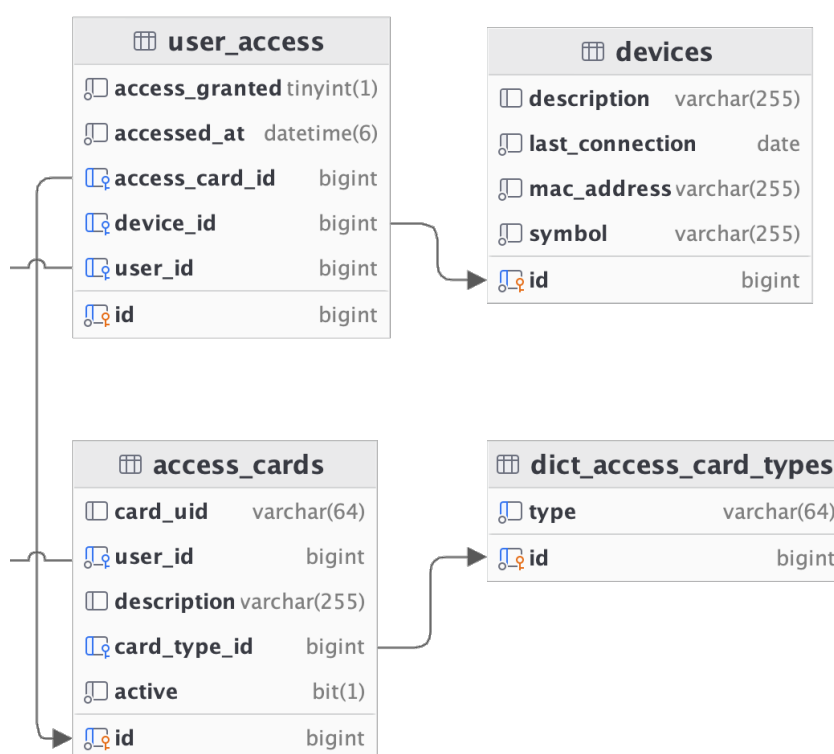 user_access
access_granted tinyint(1)
accessed_at datetime(6)
access_card_id bigint
device_id bigint
user_id bigint
id bigint
devices
description varchar(255)
last_connection date
mac_address varchar(255)
symbol varchar(255)
id bigint
access_cards
card_uid varchar(64)
user_id bigint
description varchar(255)
card_type_id bigint
active bit(1)
id bigint
dict_access_card_types
type varchar(64)
id bigint